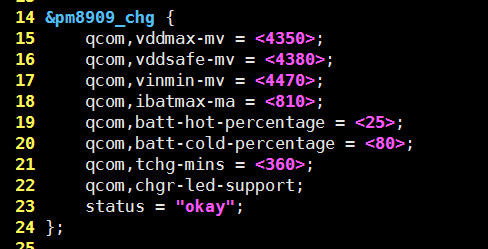 14 &pm8909_chg {
15     qcom,vddmax-mv = <4350>;
16     qcom,vddsafe-mv = <4380>;
17     qcom,vinmin-mv = <4470>;
18     qcom,ibatmax-ma = <810>;
19     qcom,batt-hot-percentage = <25>;
20     qcom,batt-cold-percentage = <80>;
21     qcom,tchg-mins = <360>;
22     qcom,chgr-led-support;
23     status = "okay";
24 };